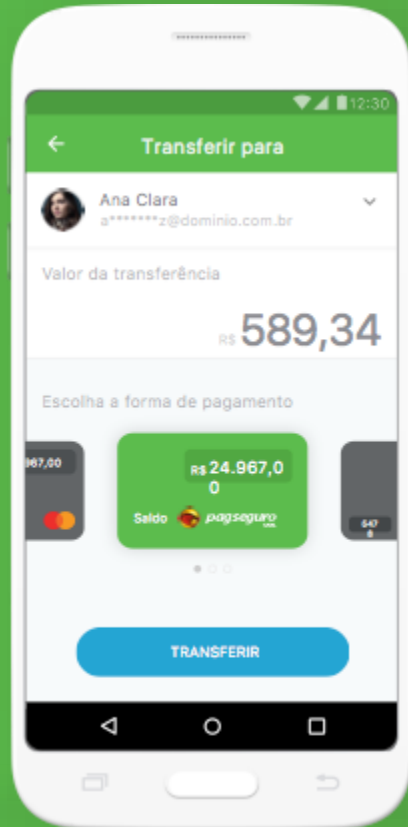 12:30
Transferir para
Ana Clara
a*******z@dominio.com.br
Valor da transferência
R$ 589,34
Escolha a forma de pagamento
967,00
R$ 24.967,0
0
Saldo pagseguro
TRANSFERIR